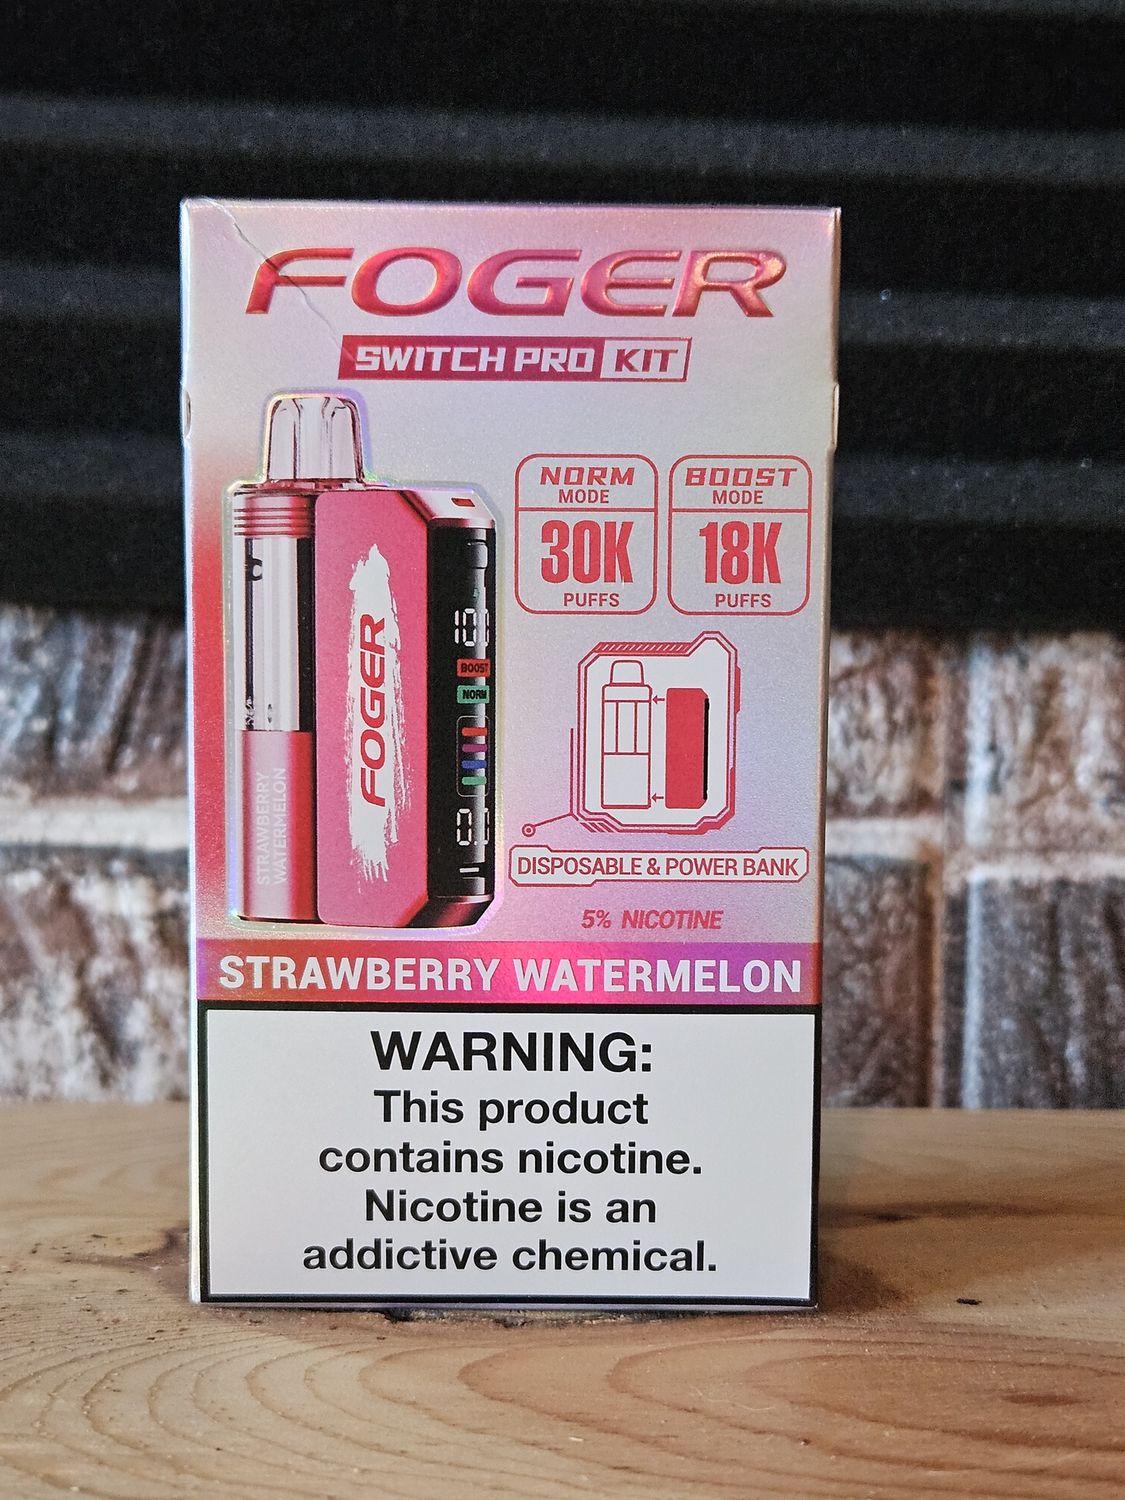 FOGER
SWITCH PRO KIT
NORM
MODE
30K
PUFFS
BOOST
MODE
18K
PUFFS
FOGER
STRAWBERRY
WATERMELON
BOOST
NORM
DISPOSABLE & POWER BANK
5% NICOTINE
STRAWBERRY WATERMELON
WARNING:
This product
contains nicotine.
Nicotine is an
addictive chemical.